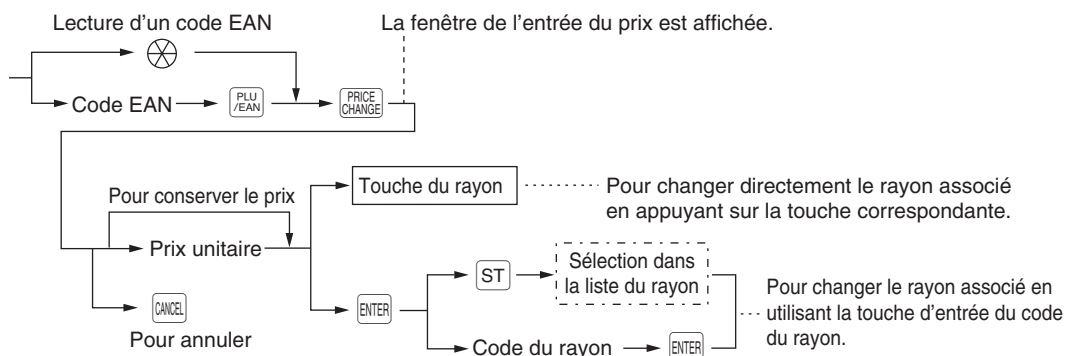 Lecture d'un code EAN
La fenêtre de l'entrée du prix est affichée.
Code EAN
PLU
/EAN
PRICE
CHANGE
Pour conserver le prix
Touche du rayon
Pour changer directement le rayon associé
en appuyant sur la touche correspondante.
Prix unitaire
CANCEL
Pour annuler
ENTER
ST
Sélection dans
la liste du rayon
Code du rayon
ENTER
Pour changer le rayon associé en
utilisant la touche d'entrée du code
du rayon.